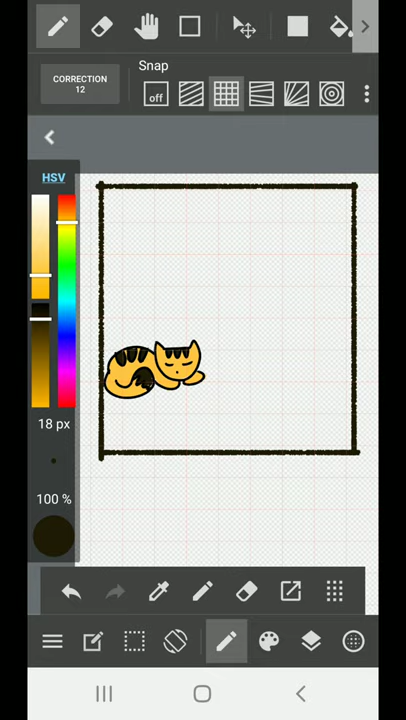 Snap
CORRECTION
12
off
HSV
18 px
100 %